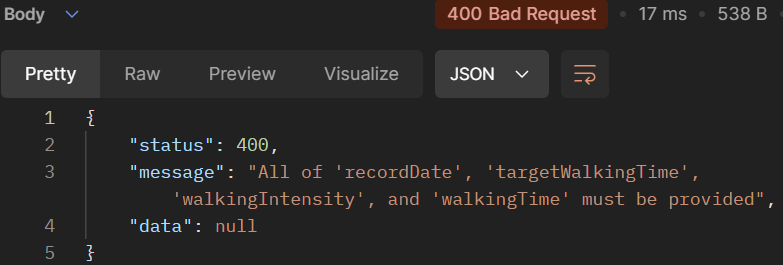 Body 400 Bad Request • 17 ms • 538 B
Pretty Raw Preview Visualize JSON
1 {
2 "status": 400,
3 "message": "All of 'recordDate', 'targetWalkingTime',
'walkingIntensity', and 'walkingTime' must be provided",
4 "data": null
5 }